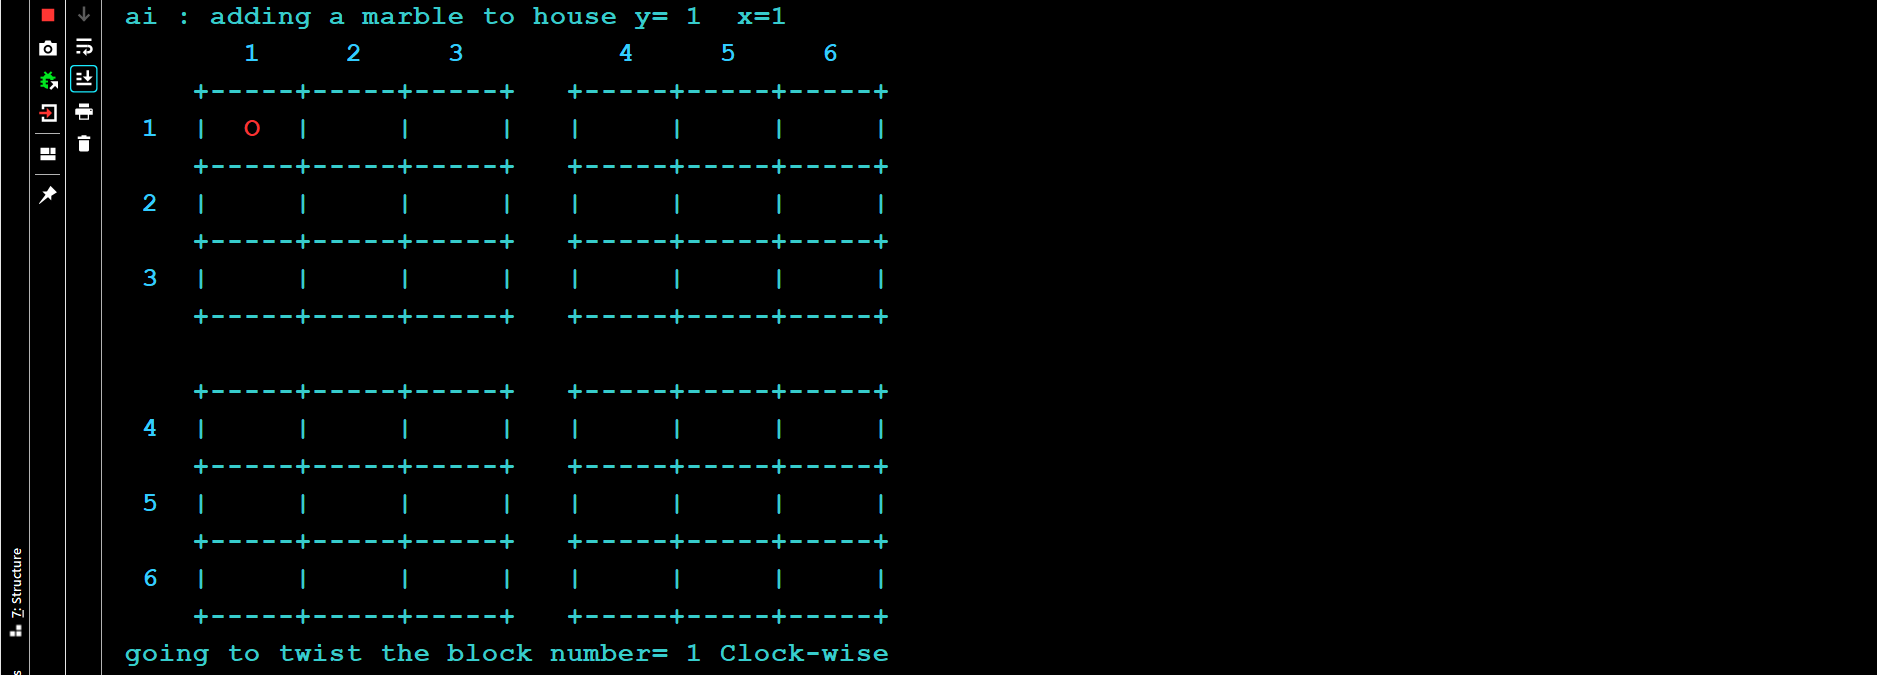 ai : adding a marble to house y= 1  x=1
1 2 3 4 5 6
+-----+-----+-----+   +-----+-----+-----+
1  |  O  |     |     |   |     |     |     |
+-----+-----+-----+   +-----+-----+-----+
2  |     |     |     |   |     |     |     |
+-----+-----+-----+   +-----+-----+-----+
3  |     |     |     |   |     |     |     |
+-----+-----+-----+   +-----+-----+-----+
+-----+-----+-----+   +-----+-----+-----+
4  |     |     |     |   |     |     |     |
+-----+-----+-----+   +-----+-----+-----+
5  |     |     |     |   |     |     |     |
+-----+-----+-----+   +-----+-----+-----+
6  |     |     |     |   |     |     |     |
+-----+-----+-----+   +-----+-----+-----+
going to twist the block number= 1 Clock-wise
7: Structure